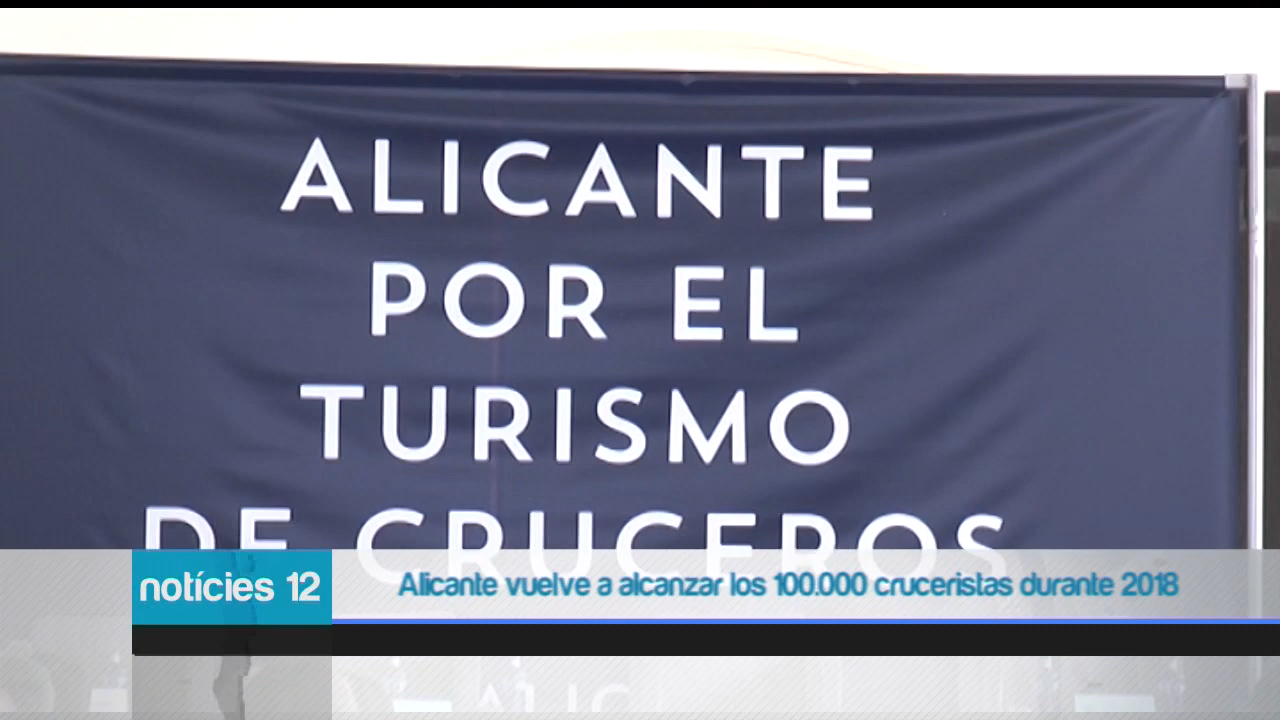 ALICANTE
POR EL
TURISMO
DE CRUCEROS
notícies 12
Alicante vuelve a alcanzar los 100.000 cruceristas durante 2018